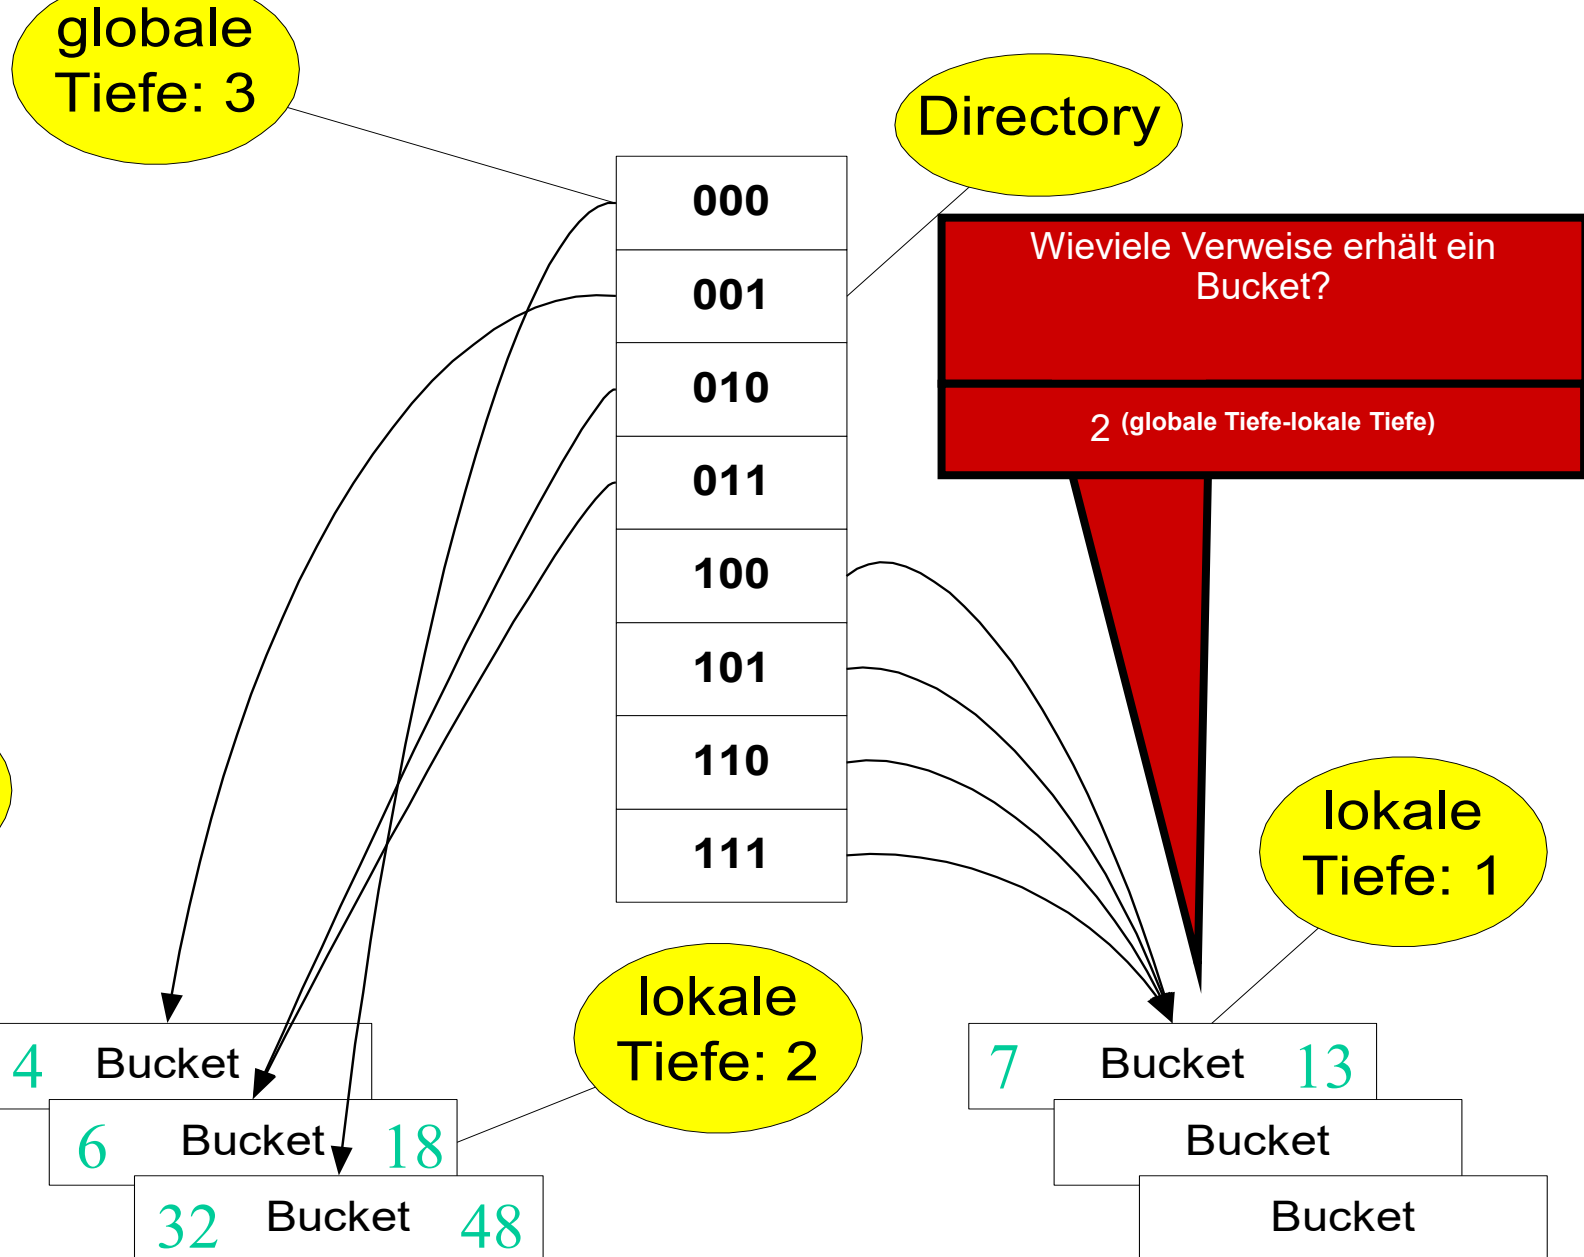 globale
Tiefe: 3
Directory
000
001
010
011
100
101
110
111
Wieviele Verweise erhält ein
Bucket?
2 (globale Tiefe-lokale Tiefe)
lokale
Tiefe: 1
lokale
Tiefe: 2
4 Bucket
6 Bucket 18
32 Bucket 48
7 Bucket 13
Bucket
Bucket